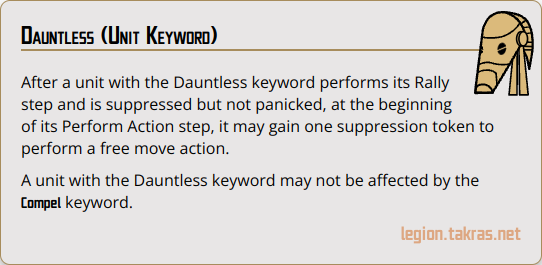 Dauntless (Unit Keyword)
After a unit with the Dauntless keyword performs its Rally
step and is suppressed but not panicked, at the beginning
of its Perform Action step, it may gain one suppression token to
perform a free move action.
A unit with the Dauntless keyword may not be affected by the
Compel keyword.
legion.takras.net